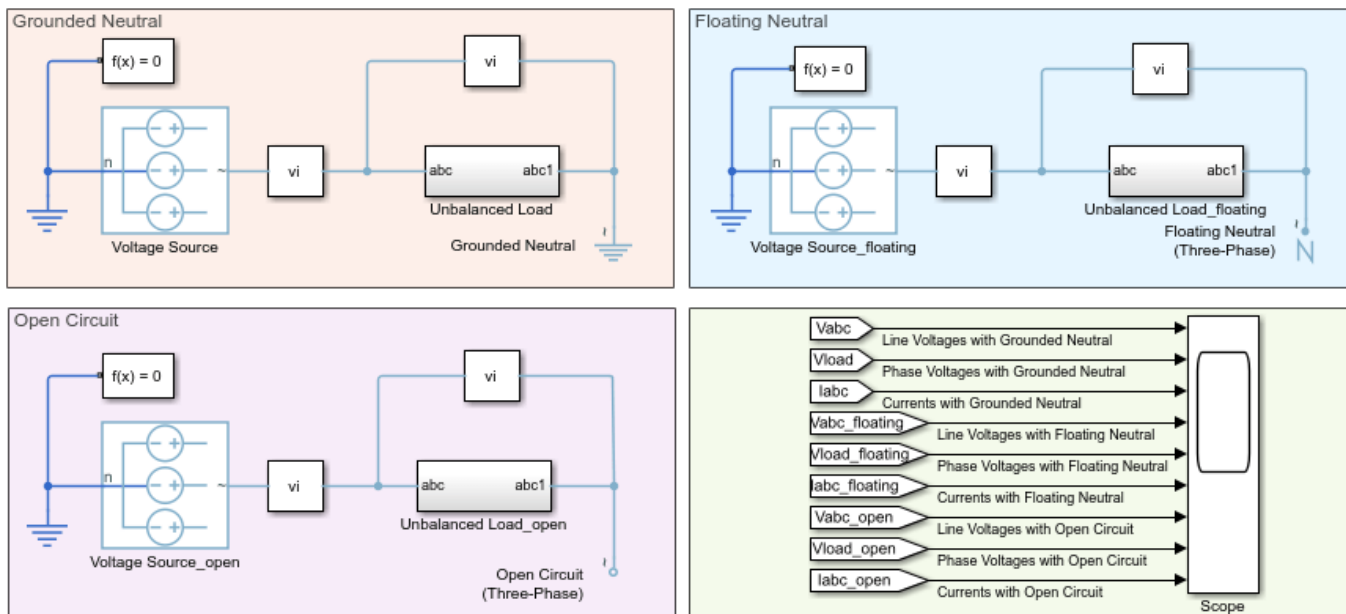 Grounded Neutral
f(x) = 0
vi
n
~
vi
abc
abc1
Voltage Source
Unbalanced Load
~
Grounded Neutral
Floating Neutral
f(x) = 0
vi
n
~
vi
abc
abc1
Voltage Source_floating
Unbalanced Load_floating
~
Floating Neutral
(Three-Phase)
N
Open Circuit
f(x) = 0
vi
n
~
vi
abc
abc1
Voltage Source_open
Unbalanced Load_open
~
Open Circuit
(Three-Phase)
Vabc
Line Voltages with Grounded Neutral
Vload
Phase Voltages with Grounded Neutral
Iabc
Currents with Grounded Neutral
Vabc_floating
Line Voltages with Floating Neutral
Vload_floating
Phase Voltages with Floating Neutral
Iabc_floating
Currents with Floating Neutral
Vabc_open
Line Voltages with Open Circuit
Vload_open
Phase Voltages with Open Circuit
Iabc_open
Currents with Open Circuit
Scope